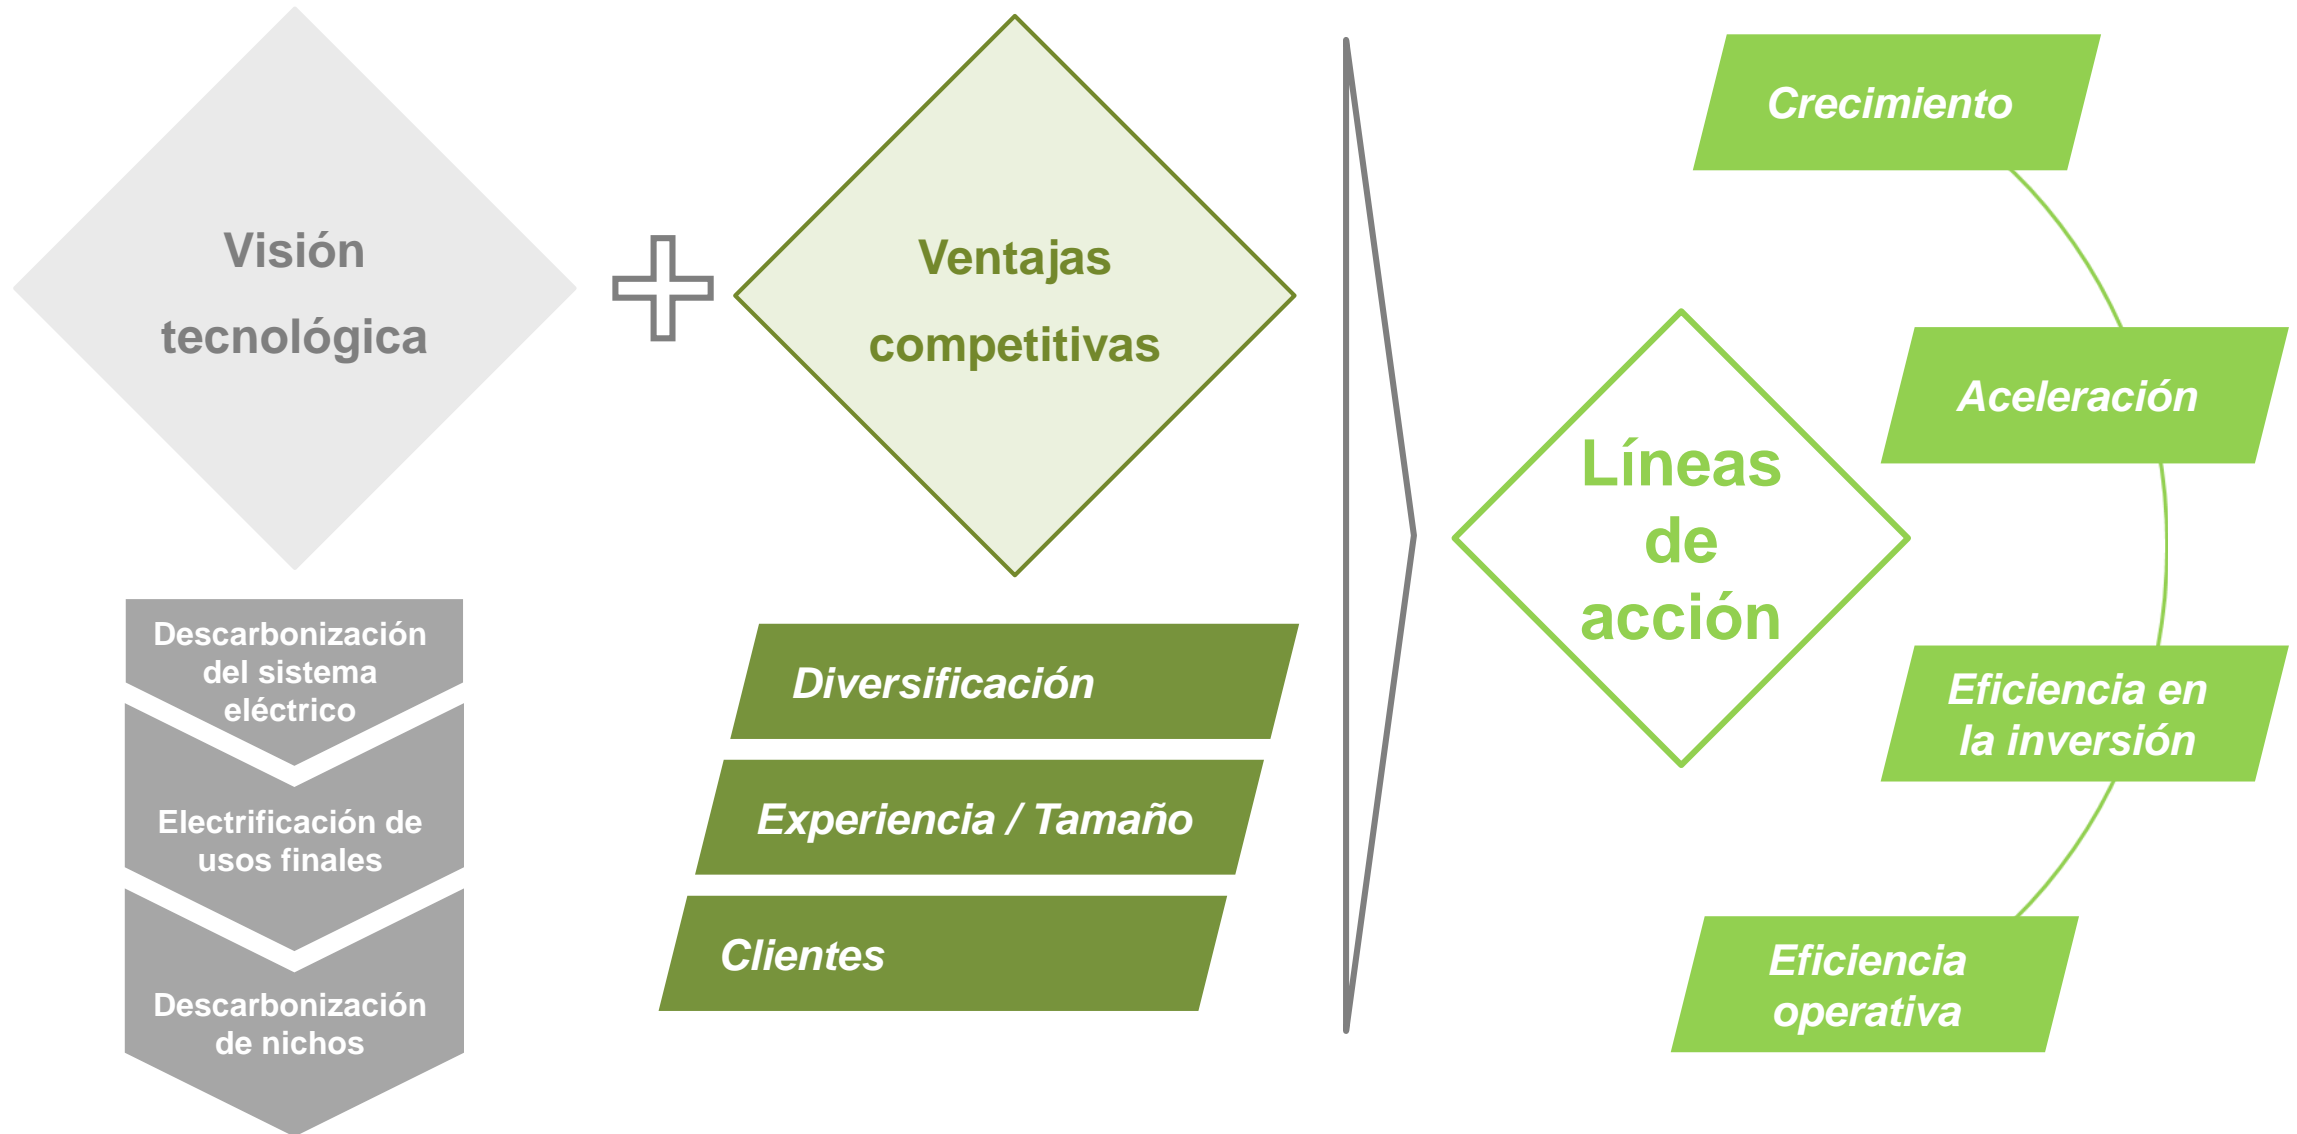 Visión
tecnológica
Descarbonización
del sistema
eléctrico
Electrificación de
usos finales
Descarbonización
de nichos
Ventajas
competitivas
Diversificación
Experiencia / Tamaño
Clientes
Líneas
de
acción
Crecimiento
Aceleración
Eficiencia en
la inversión
Eficiencia
operativa